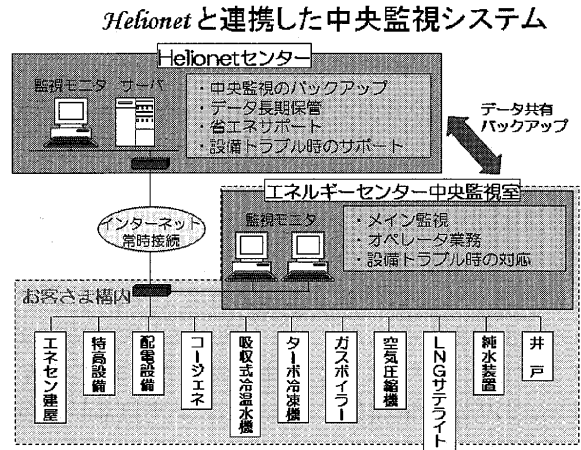 Helionetと連携した中央監視システム
Helionetセンター
監視モニタ サーバ
・中央監視のバックアップ
・データ長期保管
・省エネサポート
・設備トラブル時のサポート
データ共有
バックアップ
エネルギーセンター中央監視室
監視モニタ
・メイン監視
・オペレータ業務
・設備トラブル時の対応
インターネット
常時接続
お客さま構内
エネセン建屋
特高設備
配電設備
コージェネ
吸収式冷温水機
ターボ冷凍機
ガスボイラー
空気圧縮機
LNGサテライト
純水装置
井戸